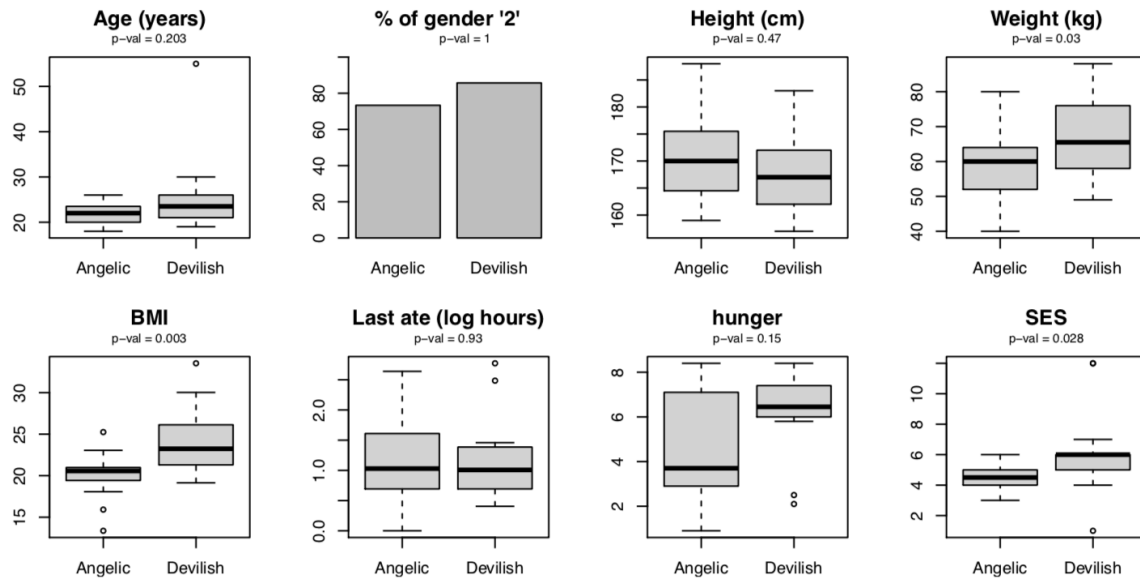 Age (years)
p-val = 0.203
50
40
30
20
Angelic Devilish
% of gender '2'
p-val = 1
80
60
40
20
0
Angelic Devilish
Height (cm)
p-val = 0.47
180
170
160
Angelic Devilish
Weight (kg)
p-val = 0.03
80
70
60
50
40
Angelic Devilish
BMI
p-val = 0.003
30
25
20
15
Angelic Devilish
Last ate (log hours)
p-val = 0.93
2.0
1.0
0.0
Angelic Devilish
hunger
p-val = 0.15
8
6
4
2
Angelic Devilish
SES
p-val = 0.028
10
8
6
4
2
Angelic Devilish